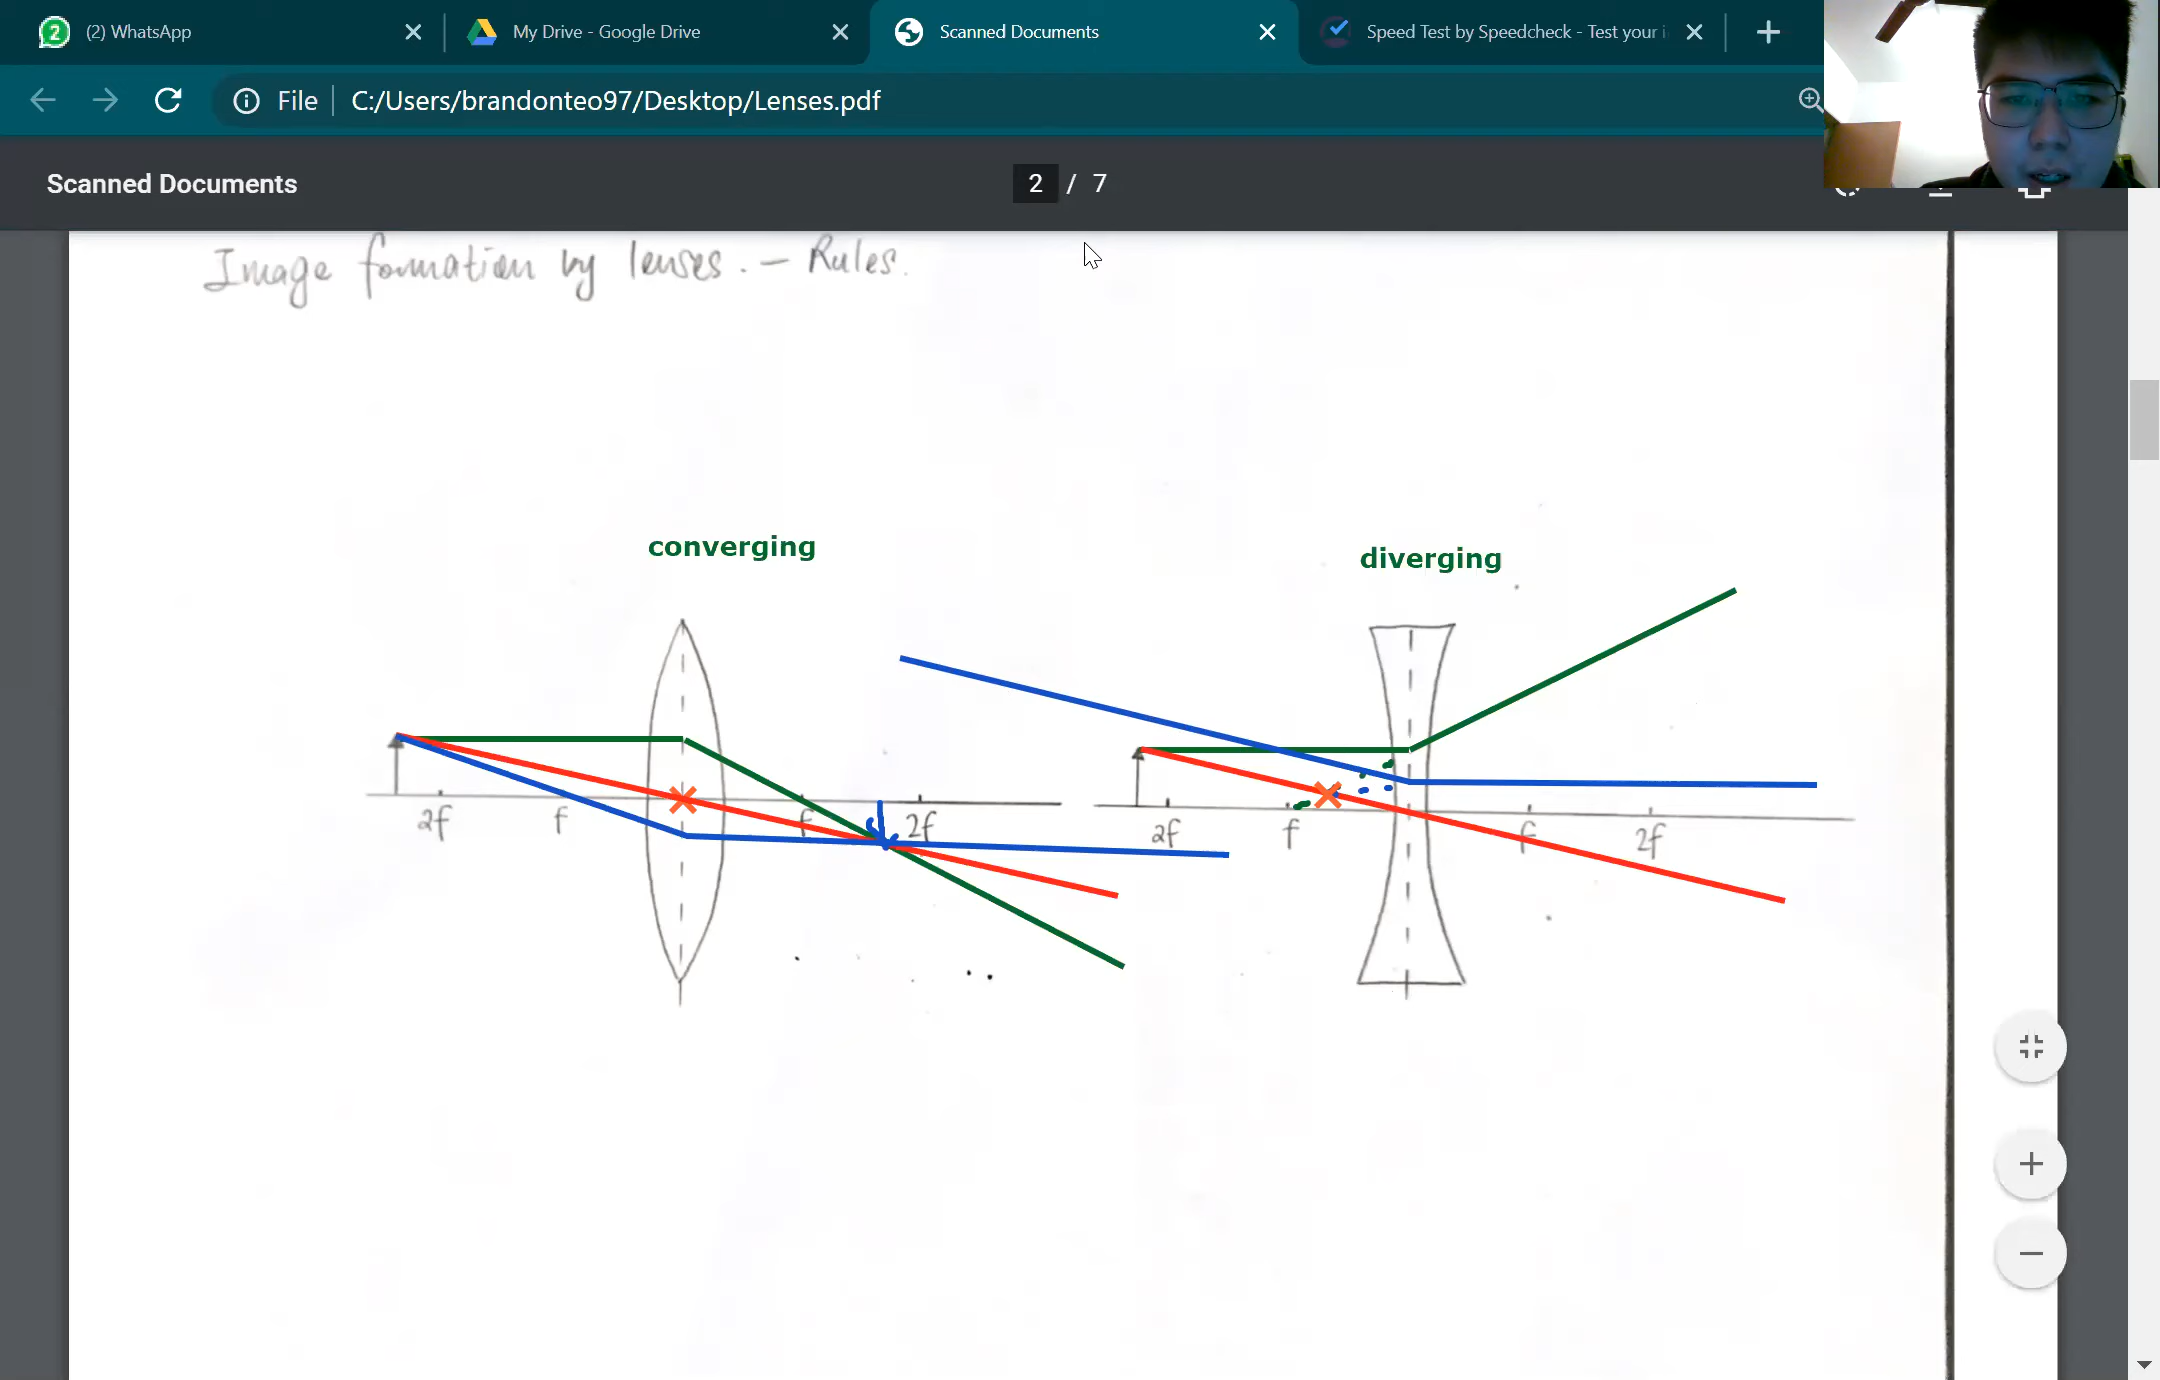 (2) WhatsApp
My Drive - Google Drive
Scanned Documents
Speed Test by Speedcheck - Test your i
File
C:/Users/brandonteo97/Desktop/Lenses.pdf
Scanned Documents
2 / 7
Image formation by lenses. — Rules.
converging
diverging
2f f f 2f
2f f f 2f